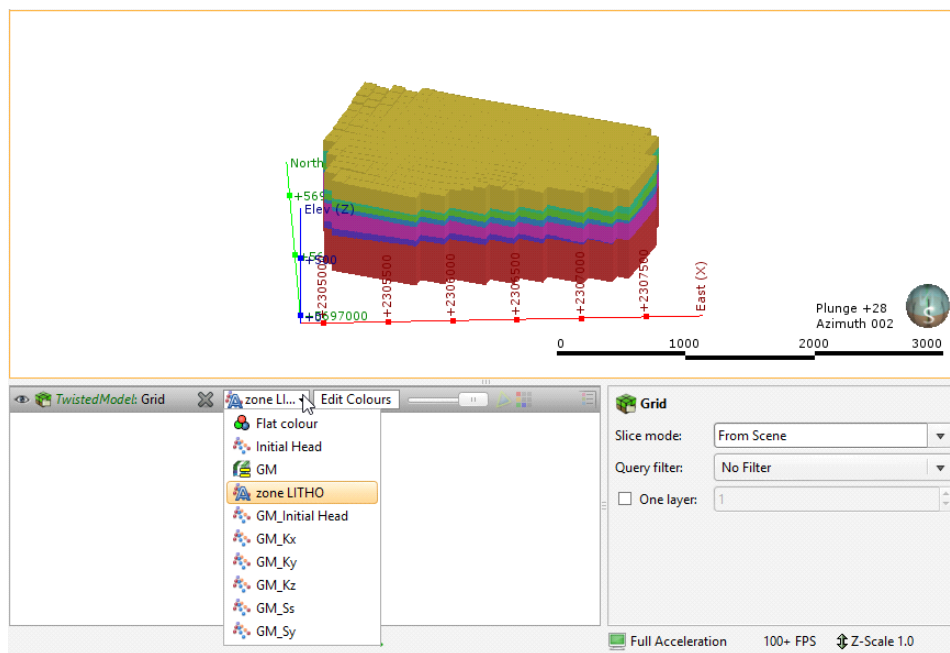 North
+569
Elev (Z)
+500
+5597000
+2305000
+2305500
+2306000
+2306500
+2307000
+2307500
East (X)
Plunge +28
Azimuth 002
0 1000 2000 3000
TwistedModel: Grid
zone LI...
Edit Colours
Flat colour
Initial Head
GM
zone LITHO
GM_Initial Head
GM_Kx
GM_Ky
GM_Kz
GM_Ss
GM_Sy
Grid
Slice mode: From Scene
Query filter: No Filter
One layer: 1
Full Acceleration 100+ FPS Z-Scale 1.0